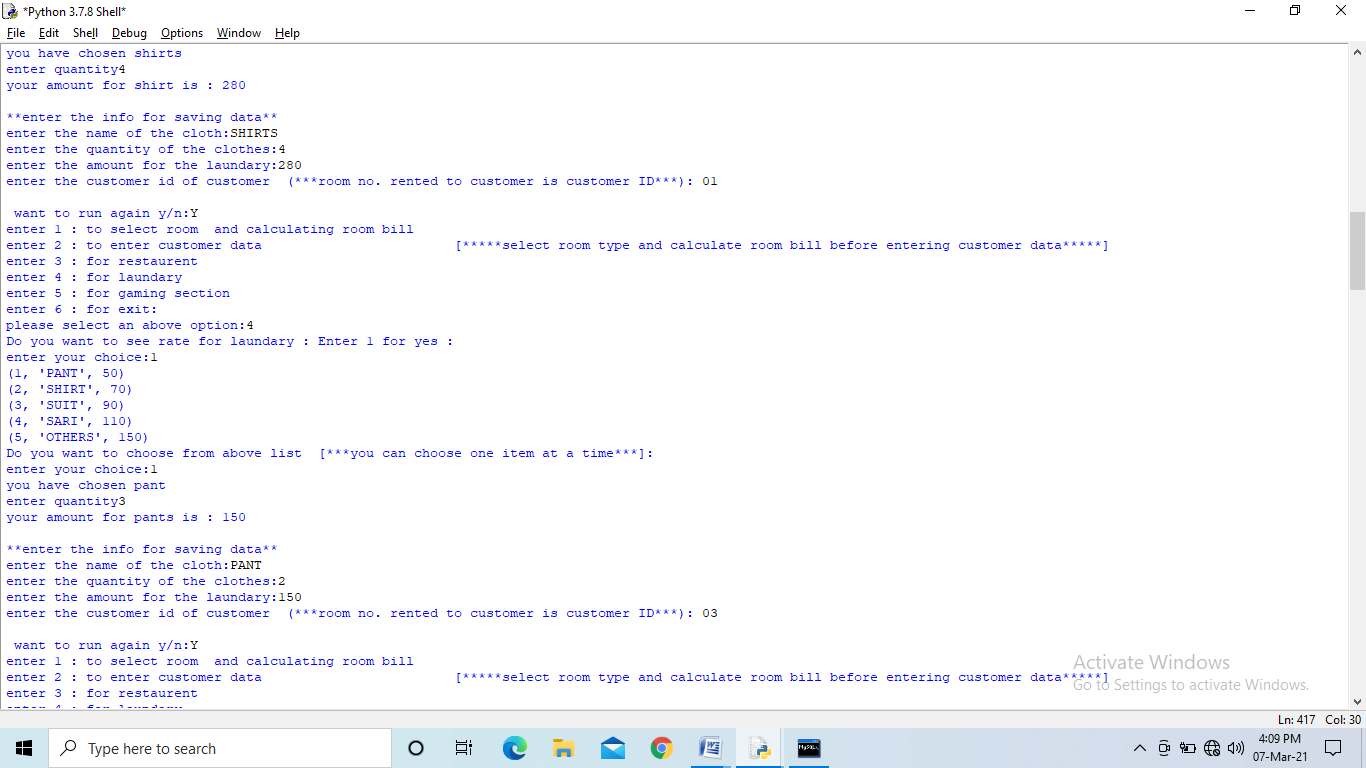 *Python 3.7.8 Shell*
File Edit Shell Debug Options Window Help
you have chosen shirts
enter quantity4
your amount for shirt is : 280
**enter the info for saving data**
enter the name of the cloth:SHIRTS
enter the quantity of the clothes:4
enter the amount for the laundary:280
enter the customer id of customer  (***room no. rented to customer is customer ID***): 01
want to run again y/n:Y
enter 1 : to select room  and calculating room bill
enter 2 : to enter customer data [*****select room type and calculate room bill before entering customer data*****]
enter 3 : for restaurent
enter 4 : for laundary
enter 5 : for gaming section
enter 6 : for exit:
please select an above option:4
Do you want to see rate for laundary : Enter 1 for yes :
enter your choice:1
(1, 'PANT', 50)
(2, 'SHIRT', 70)
(3, 'SUIT', 90)
(4, 'SARI', 110)
(5, 'OTHERS', 150)
Do you want to choose from above list  [***you can choose one item at a time***]:
enter your choice:1
you have chosen pant
enter quantity3
your amount for pants is : 150
**enter the info for saving data**
enter the name of the cloth:PANT
enter the quantity of the clothes:2
enter the amount for the laundary:150
enter the customer id of customer  (***room no. rented to customer is customer ID***): 03
want to run again y/n:Y
enter 1 : to select room  and calculating room bill
enter 2 : to enter customer data [*****select room type and calculate room bill before entering customer data*****]
enter 3 : for restaurent
enter 4 : for laundary
Activate Windows
Go to Settings to activate Windows.
Ln: 417 Col: 30
Type here to search
MySQL
4:09 PM
07-Mar-21